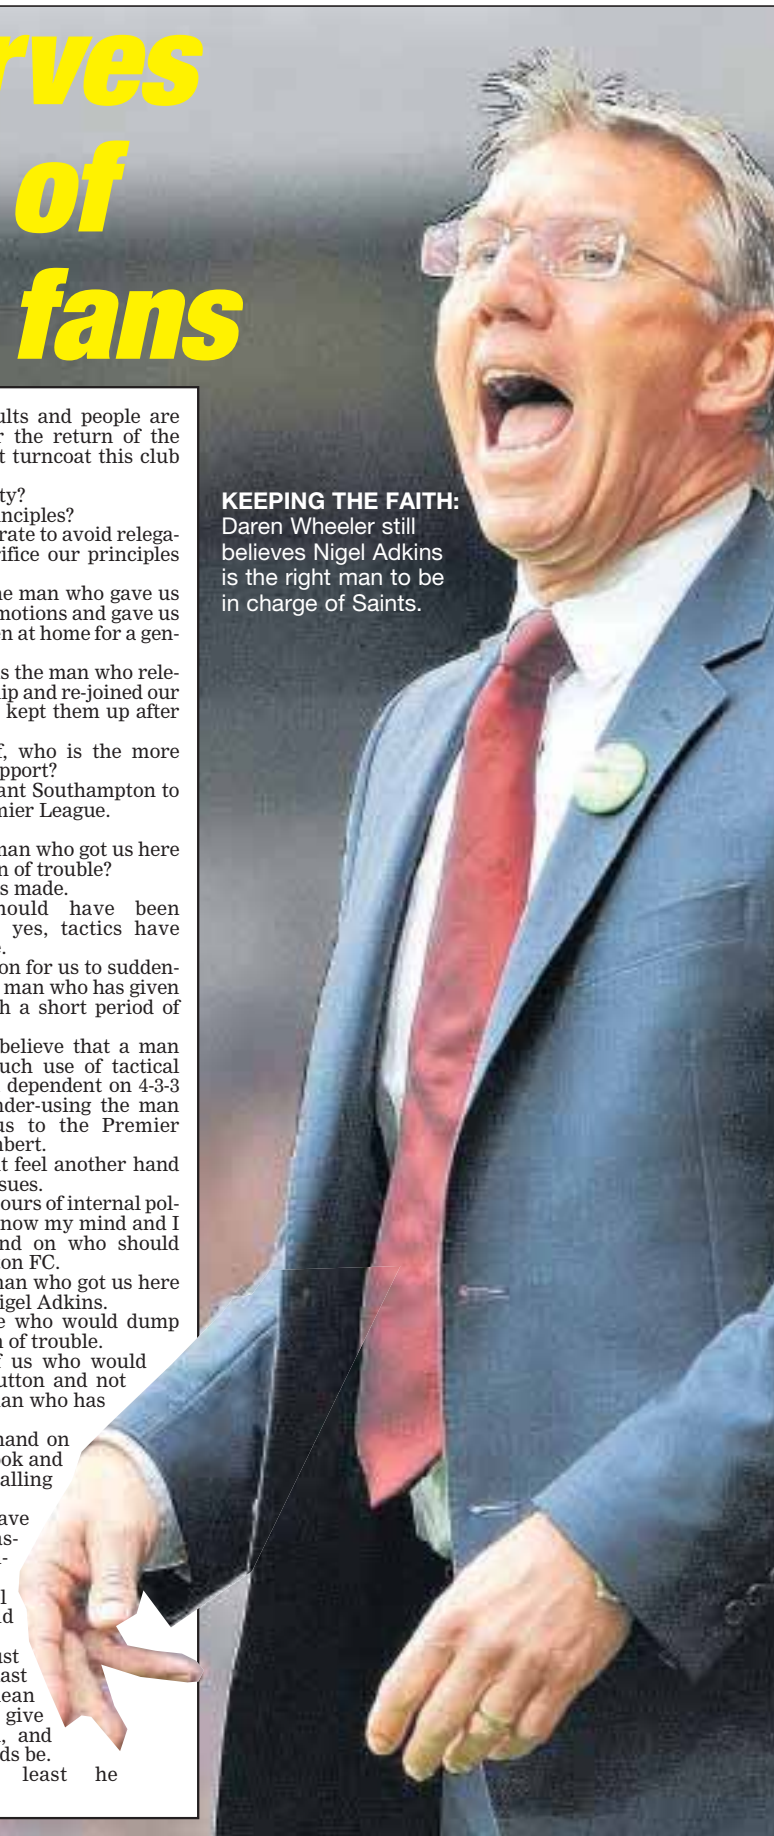 rves
of
fans
ults and people are
r the return of the
t turncoat this club
ty?
nciples?
rate to avoid relega-
rifice our principles
ne man who gave us
motions and gave us
en at home for a gen-
s the man who rele-
ip and re-joined our
kept them up after
f, who is the more
pport?
ant Southampton to
mier League.
man who got us here
n of trouble?
s made.
hould have been
yes, tactics have
e.
on for us to sudden-
man who has given
h a short period of
believe that a man
uch use of tactical
dependent on 4-3-3
nder-using the man
us to the Premier
nbert.
t feel another hand
sues.
ours of internal pol-
now my mind and I
nd on who should
on FC.
nan who got us here
igel Adkins.
e who would dump
n of trouble.
f us who would
utton and not
an who has
hand on
ok and
alling
ave
as-
l-
l
d
ust
ast
ean
give
, and
ds be.
least he
KEEPING THE FAITH:
Daren Wheeler still
believes Nigel Adkins
is the right man to be
in charge of Saints.